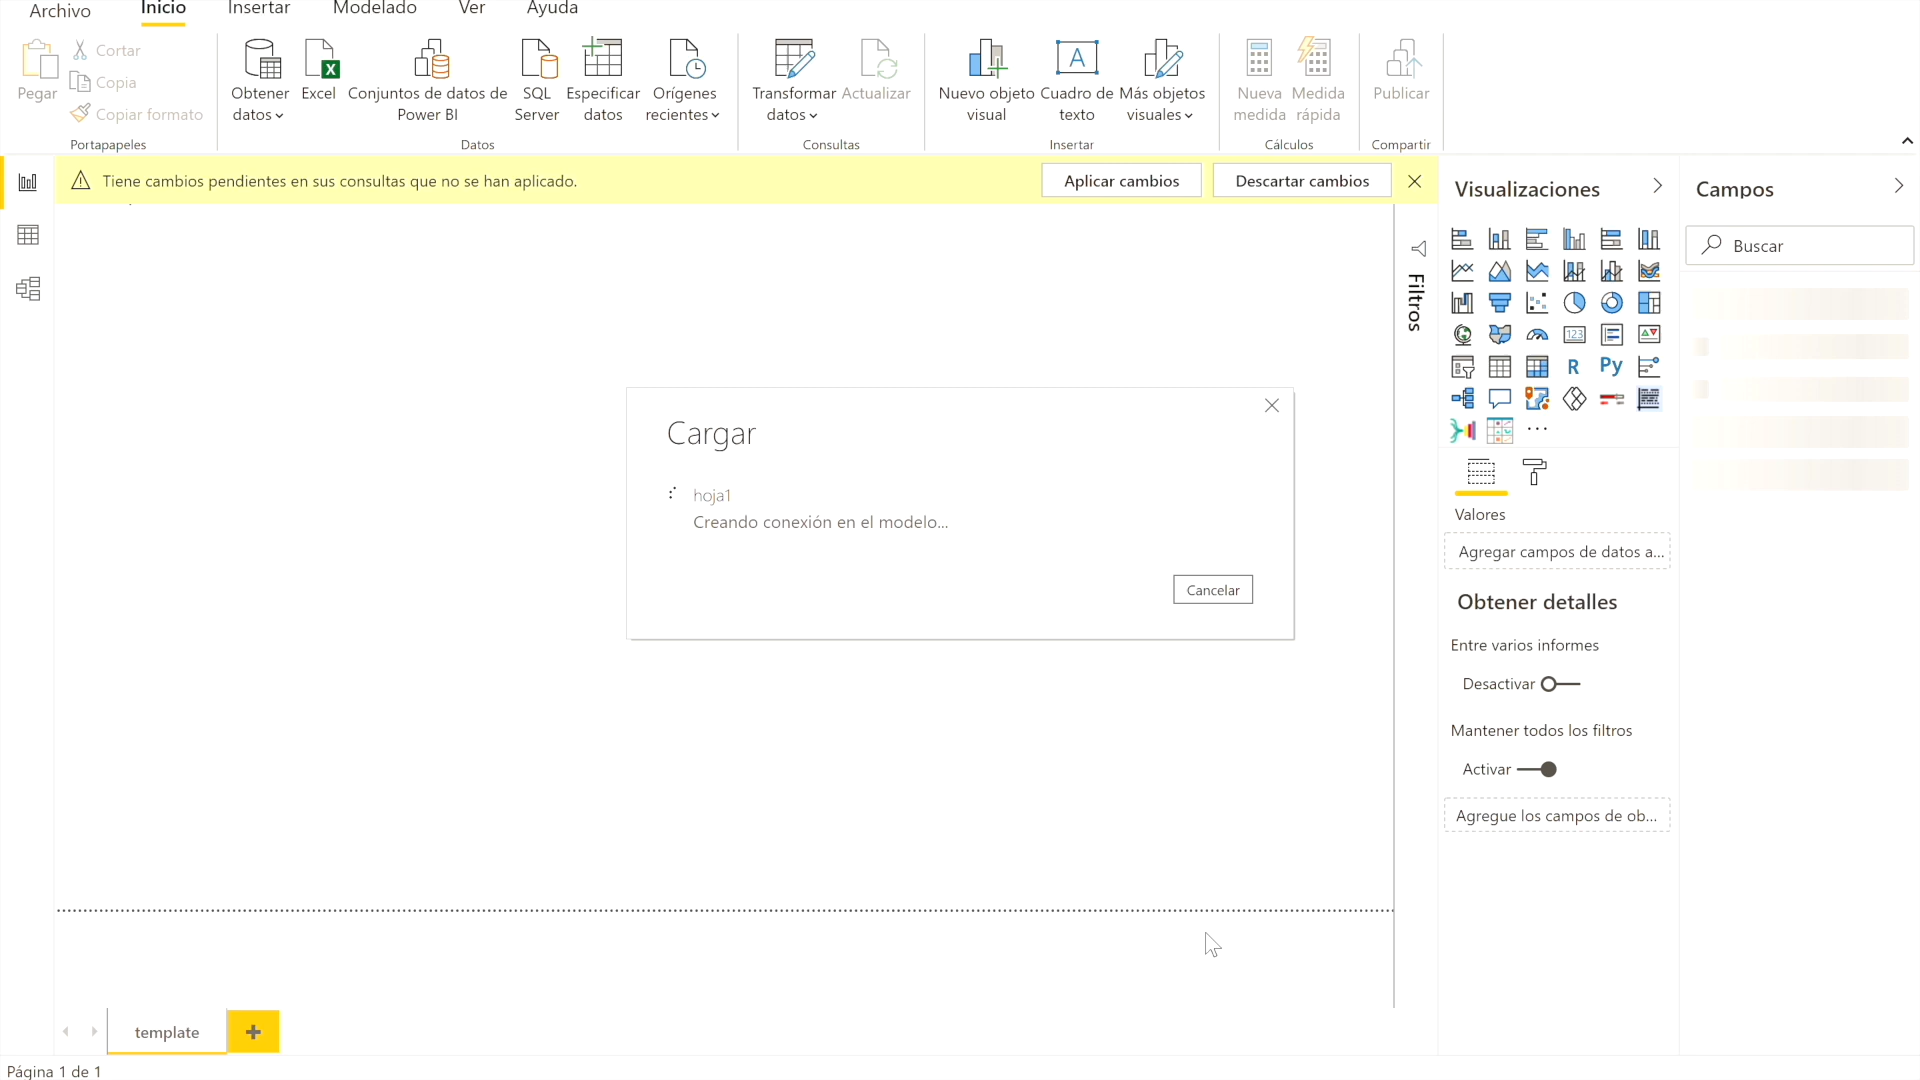 Archivo
Inicio
Insertar
Modelado
Ver
Ayuda
Pegar
Cortar
Copia
Copiar formato
Portapapeles
Obtener
datos
Excel
Conjuntos de datos de
Power BI
SQL
Server
Especificar
datos
Orígenes
recientes
Datos
Transformar
datos
Actualizar
Consultas
Nuevo objeto
visual
A
Cuadro de
texto
Más objetos
visuales
Insertar
Nueva
medida
Medida
rápida
Cálculos
Publicar
Compartir
Tiene cambios pendientes en sus consultas que no se han aplicado.
Aplicar cambios
Descartar cambios
Filtros
Visualizaciones
123
R
Py
Valores
Agregar campos de datos a...
Obtener detalles
Entre varios informes
Desactivar
Mantener todos los filtros
Activar
Agregue los campos de ob...
Campos
Buscar
Cargar
hoja1
Creando conexión en el modelo...
Cancelar
template
Página 1 de 1